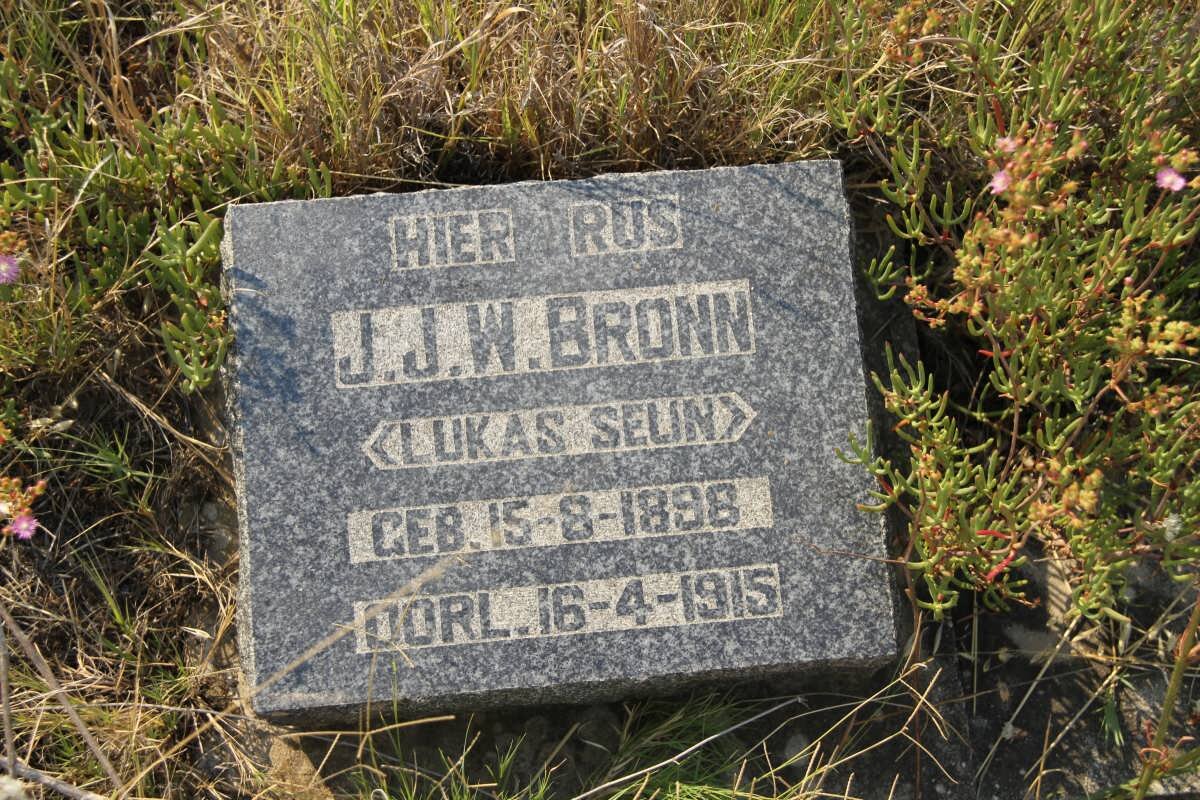 HIER RUS
J.J.W.BRONN
<LUKAS SEUN>
GEB.15-8-1898
OORL.16-4-1915